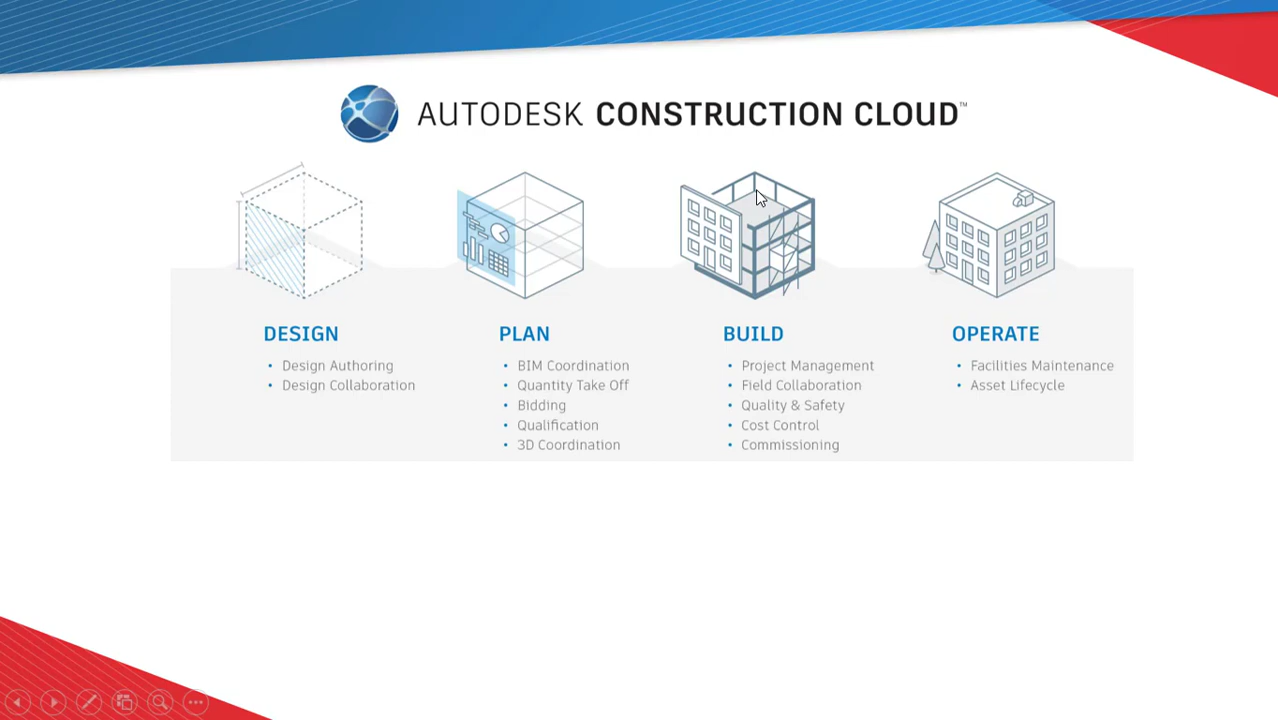 AUTODESK CONSTRUCTION CLOUD™
DESIGN
• Design Authoring
• Design Collaboration
PLAN
• BIM Coordination
• Quantity Take Off
• Bidding
• Qualification
• 3D Coordination
BUILD
• Project Management
• Field Collaboration
• Quality & Safety
• Cost Control
• Commissioning
OPERATE
• Facilities Maintenance
• Asset Lifecycle